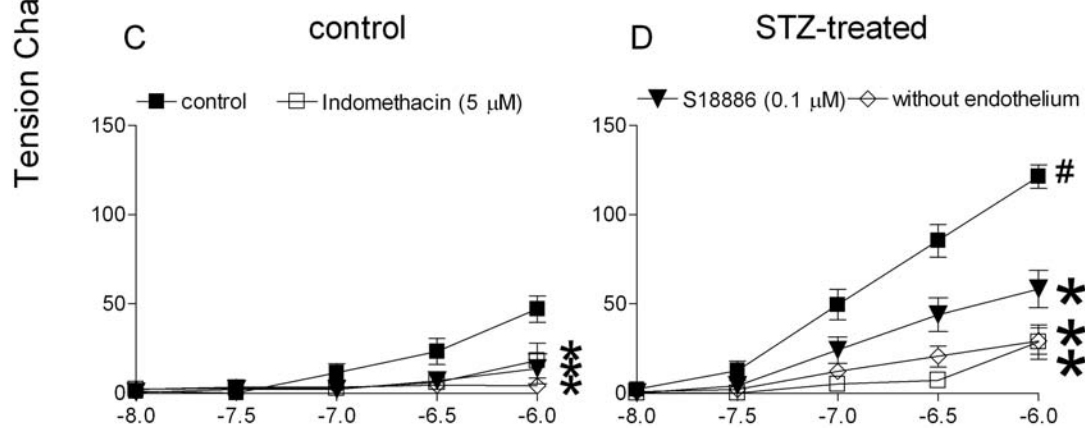 Tension Cha
C control D STZ-treated
control Indomethacin (5 µM) S18886 (0.1 µM) without endothelium
150 150
100 100 #
50 50 *
* * * * *
0 0
-8.0 -7.5 -7.0 -6.5 -6.0 -8.0 -7.5 -7.0 -6.5 -6.0